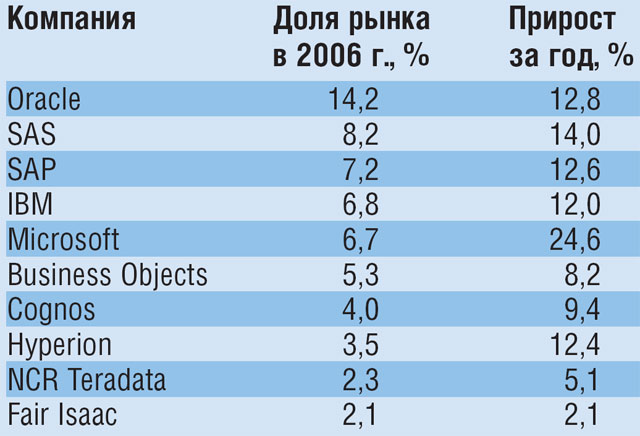 Компания Доля рынка Прирост
в 2006 г., % за год, %
Oracle 14,2 12,8
SAS 8,2 14,0
SAP 7,2 12,6
IBM 6,8 12,0
Microsoft 6,7 24,6
Business Objects 5,3 8,2
Cognos 4,0 9,4
Hyperion 3,5 12,4
NCR Teradata 2,3 5,1
Fair Isaac 2,1 2,1